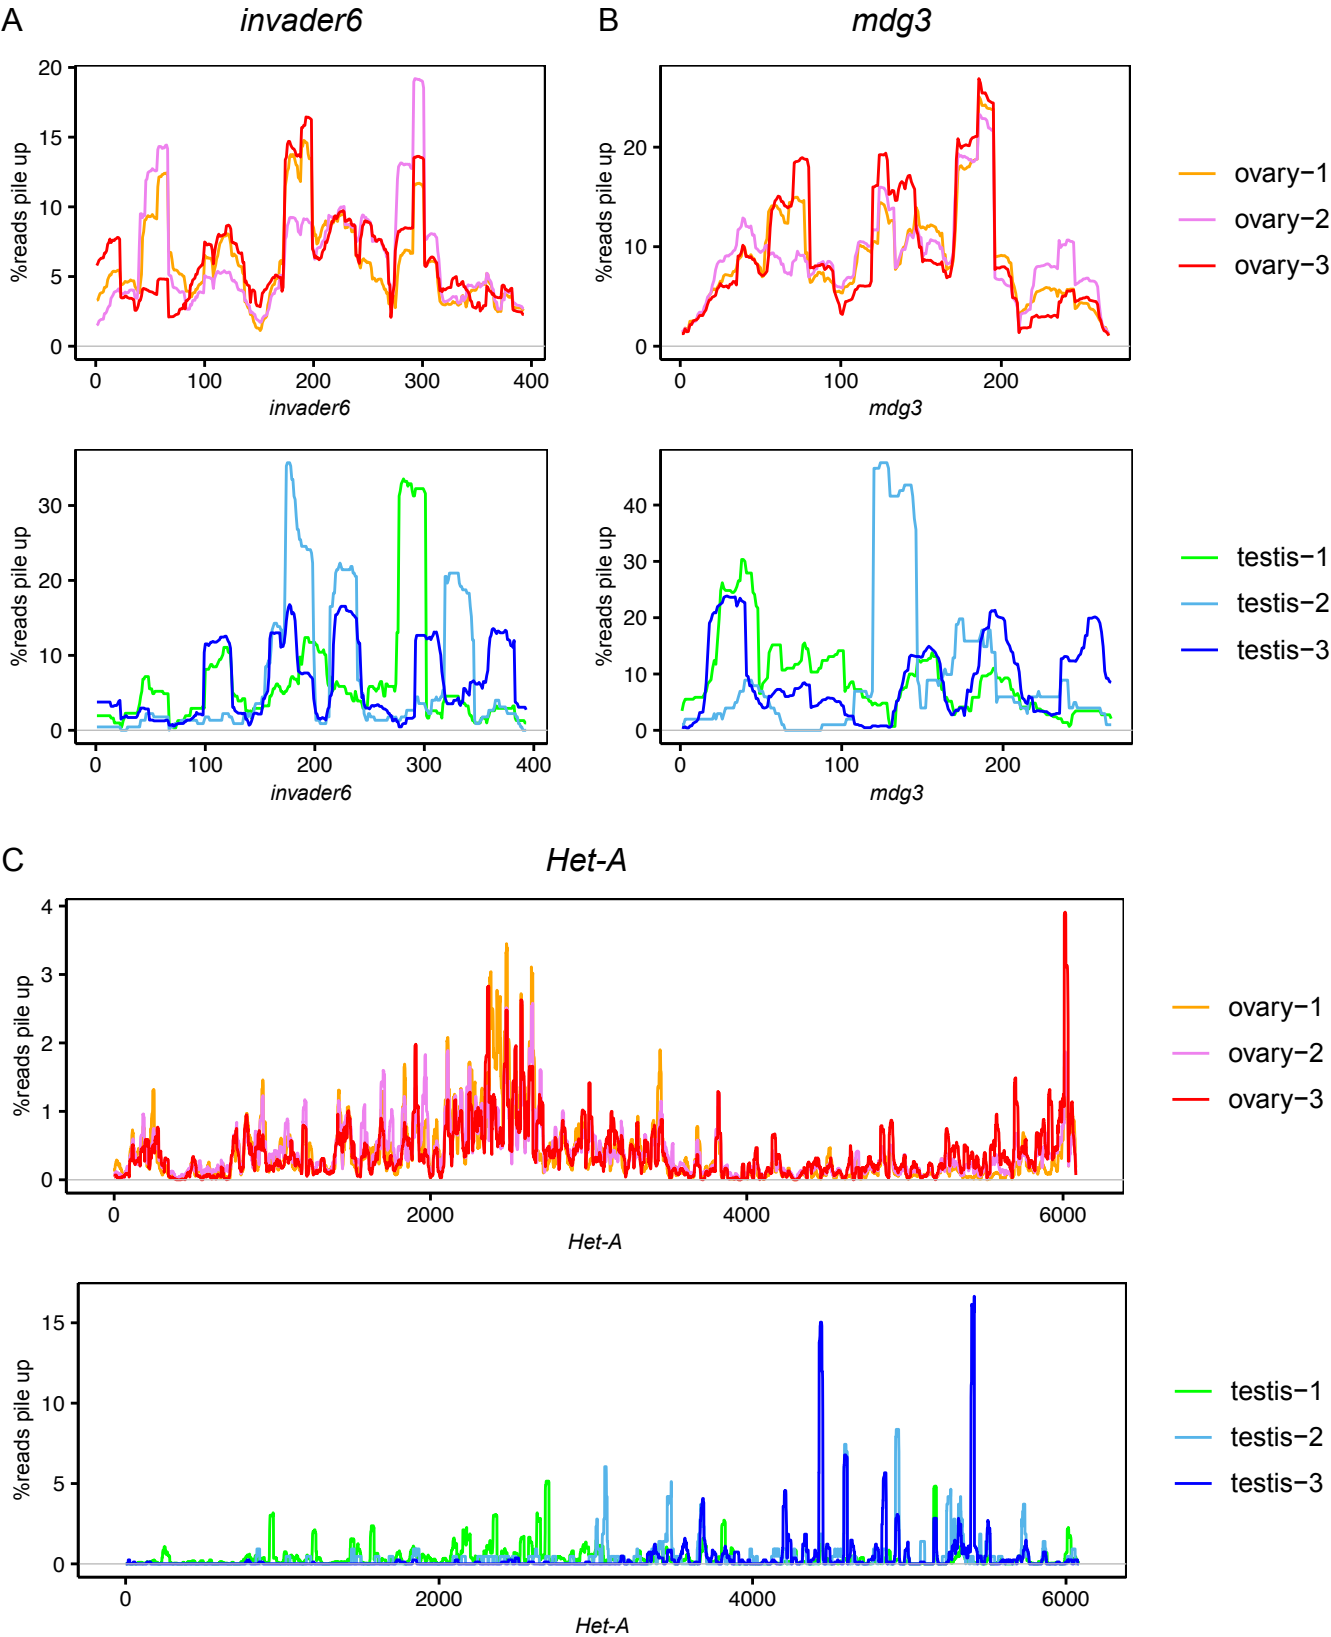 A
invader6
B
mdg3
20
15
10
5
0
%reads pile up
0 100 200 300 400
invader6
20
10
0
%reads pile up
0 100 200
mdg3
ovary−1
ovary−2
ovary−3
30
20
10
0
%reads pile up
0 100 200 300 400
invader6
40
30
20
10
0
%reads pile up
0 100 200
mdg3
testis−1
testis−2
testis−3
C
Het-A
4
3
2
1
0
%reads pile up
0 2000 4000 6000
Het-A
ovary−1
ovary−2
ovary−3
15
10
5
0
%reads pile up
0 2000 4000 6000
Het-A
testis−1
testis−2
testis−3